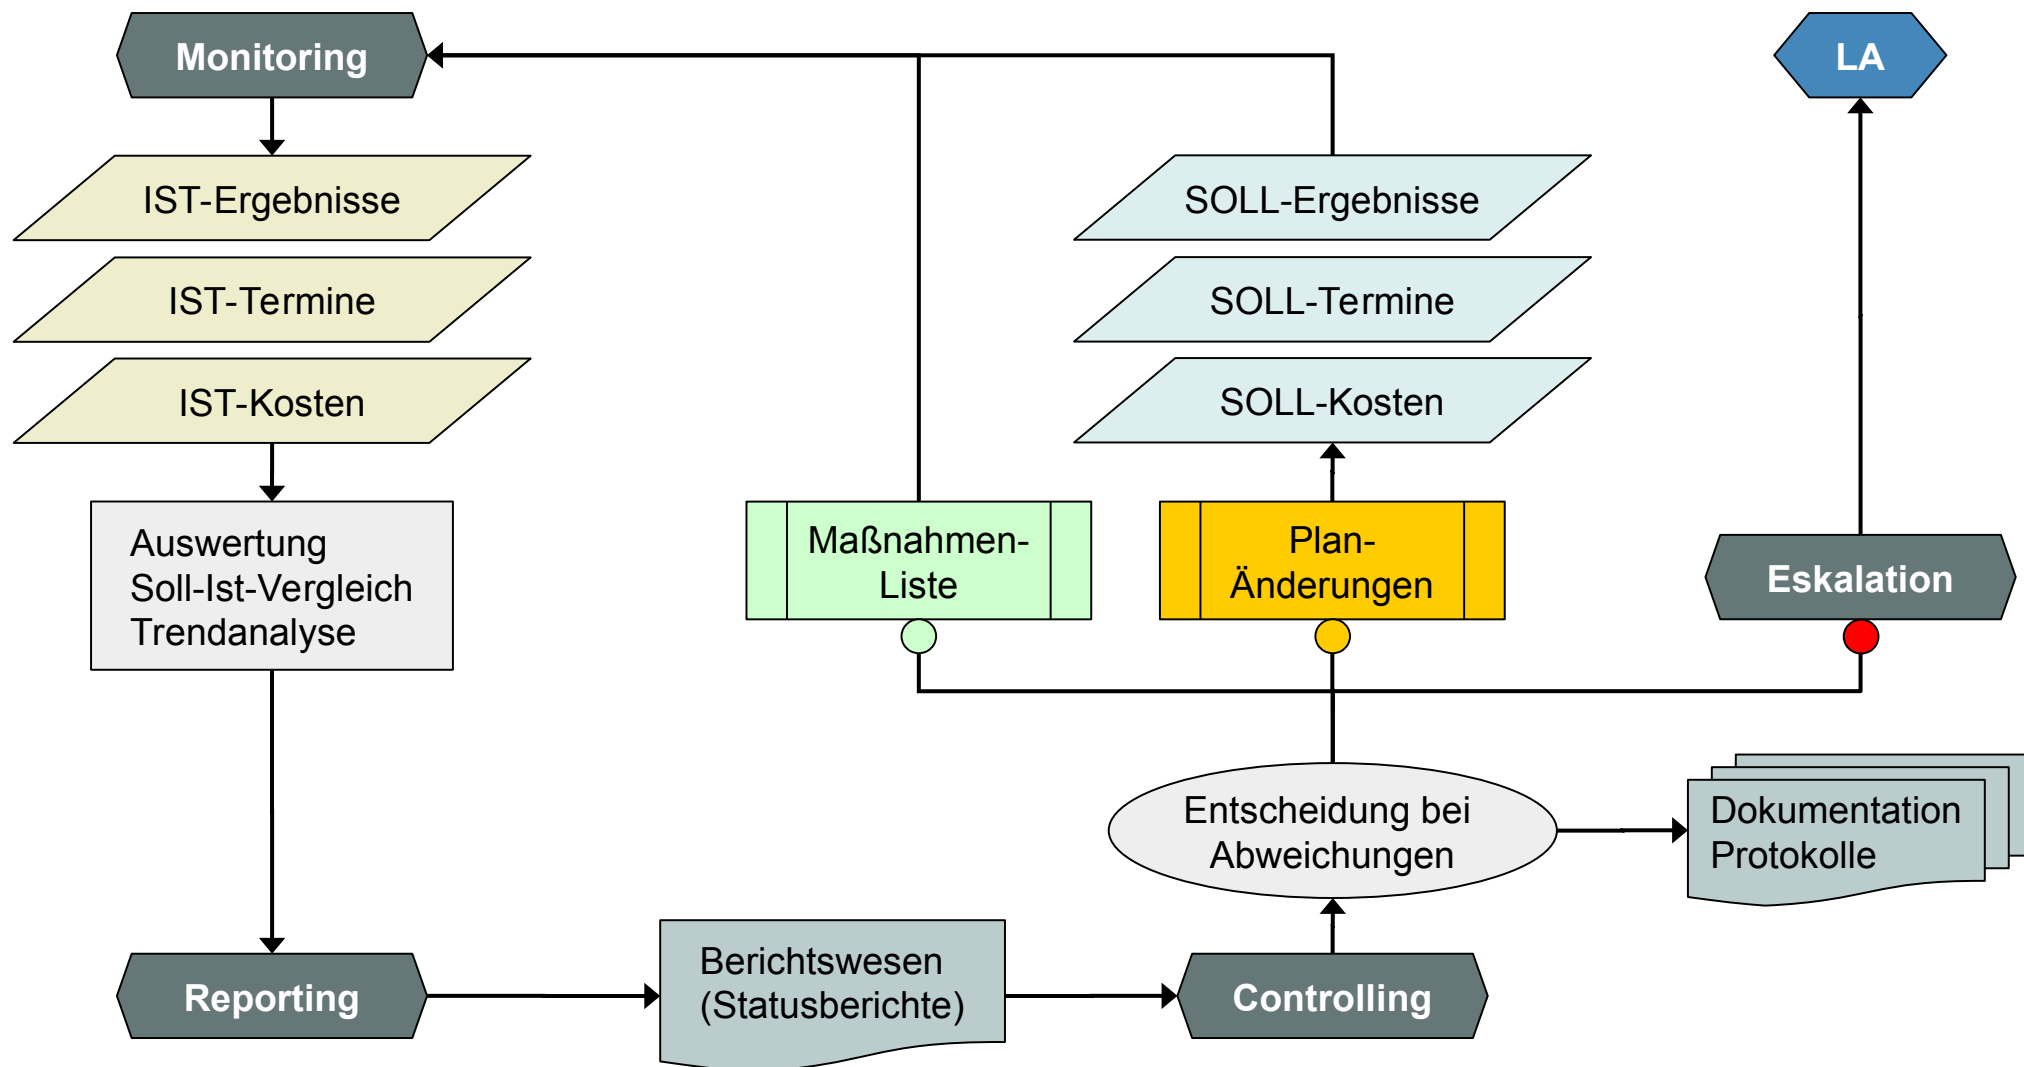 Monitoring
LA
IST-Ergebnisse
IST-Termine
IST-Kosten
SOLL-Ergebnisse
SOLL-Termine
SOLL-Kosten
Auswertung
Soll-Ist-Vergleich
Trendanalyse
Maßnahmen-
Liste
Plan-
Änderungen
Eskalation
Entscheidung bei
Abweichungen
Dokumentation
Protokolle
Reporting
Berichtswesen
(Statusberichte)
Controlling